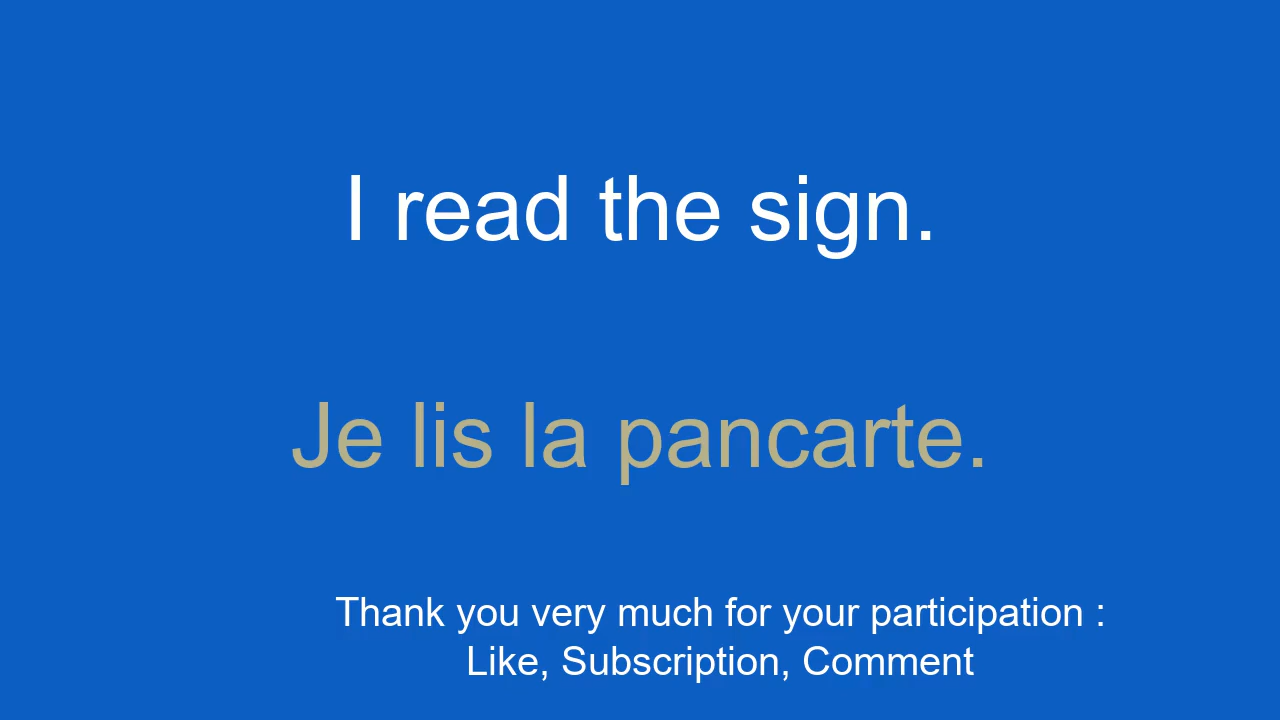 I read the sign.
Je lis la pancarte.
Thank you very much for your participation :
Like, Subscription, Comment